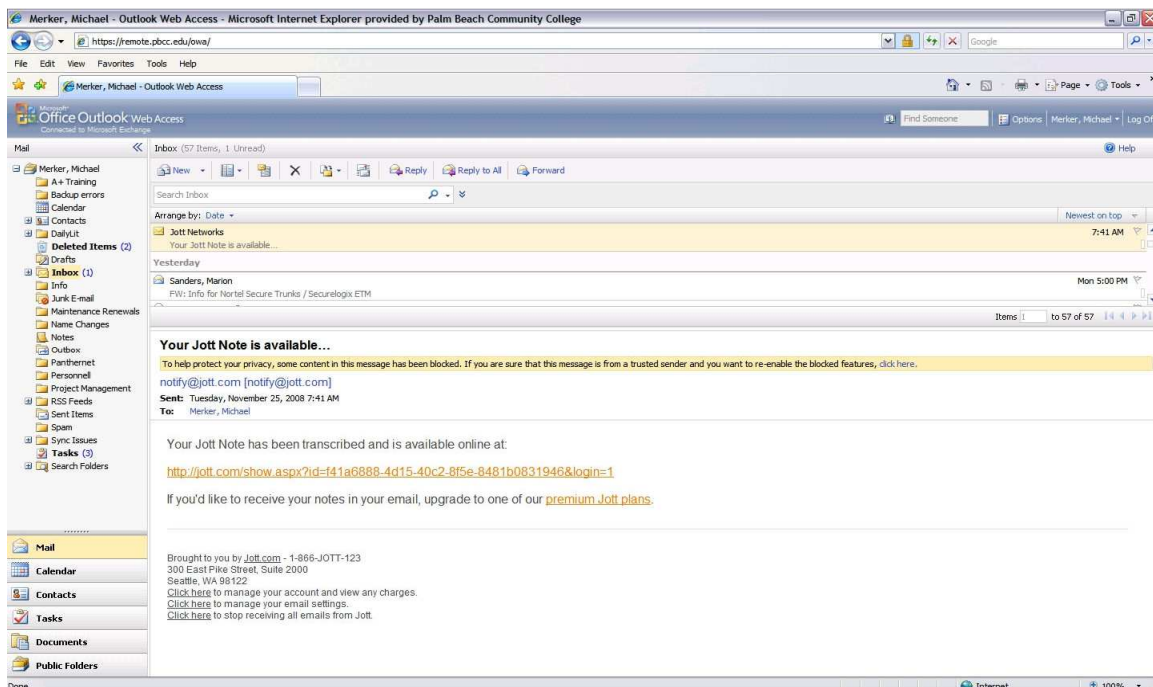 Merker, Michael - Outlook Web Access - Microsoft Internet Explorer provided by Palm Beach Community College
https://remote.pbcc.edu/owa/
Google
File Edit View Favorites Tools Help
Merker, Michael - Outlook Web Access
Page Tools
Microsoft
Office Outlook Web Access
Connected to Microsoft Exchange
Find Someone Options Merker, Michael Log Of
Mail
Inbox (57 Items, 1 Unread) Help
Merker, Michael
A+ Training
Backup errors
Calendar
Contacts
DailyLit
Deleted Items (2)
Drafts
Inbox (1)
Info
Junk E-mail
Maintenance Renewals
Name Changes
Notes
Outbox
Panthernet
Personnell
Project Management
RSS Feeds
Sent Items
Spam
Sync Issues
Tasks (3)
Search Folders
Mail
Calendar
Contacts
Tasks
Documents
Public Folders
New Reply Reply to All Forward
Search Inbox
Arrange by: Date Newest on top
Jott Networks 7:41 AM
Your Jott Note is available...
Yesterday
Sanders, Marion Mon 5:00 PM
FW: Info for Nortel Secure Trunks / Securelogix ETM
Items 1 to 57 of 57
Your Jott Note is available...
To help protect your privacy, some content in this message has been blocked. If you are sure that this message is from a trusted sender and you want to re-enable the blocked features, click here.
notify@jott.com [notify@jott.com]
Sent: Tuesday, November 25, 2008 7:41 AM
To: Merker, Michael
Your Jott Note has been transcribed and is available online at:
http://jott.com/show.aspx?id=f41a6888-4d15-40c2-8f5e-8481b0831946&login=1
If you'd like to receive your notes in your email, upgrade to one of our premium Jott plans.
Brought to you by Jott.com - 1-866-JOTT-123
300 East Pike Street, Suite 2000
Seattle, WA 98122
Click here to manage your account and view any charges.
Click here to manage your email settings.
Click here to stop receiving all emails from Jott.
Done Internet 100%